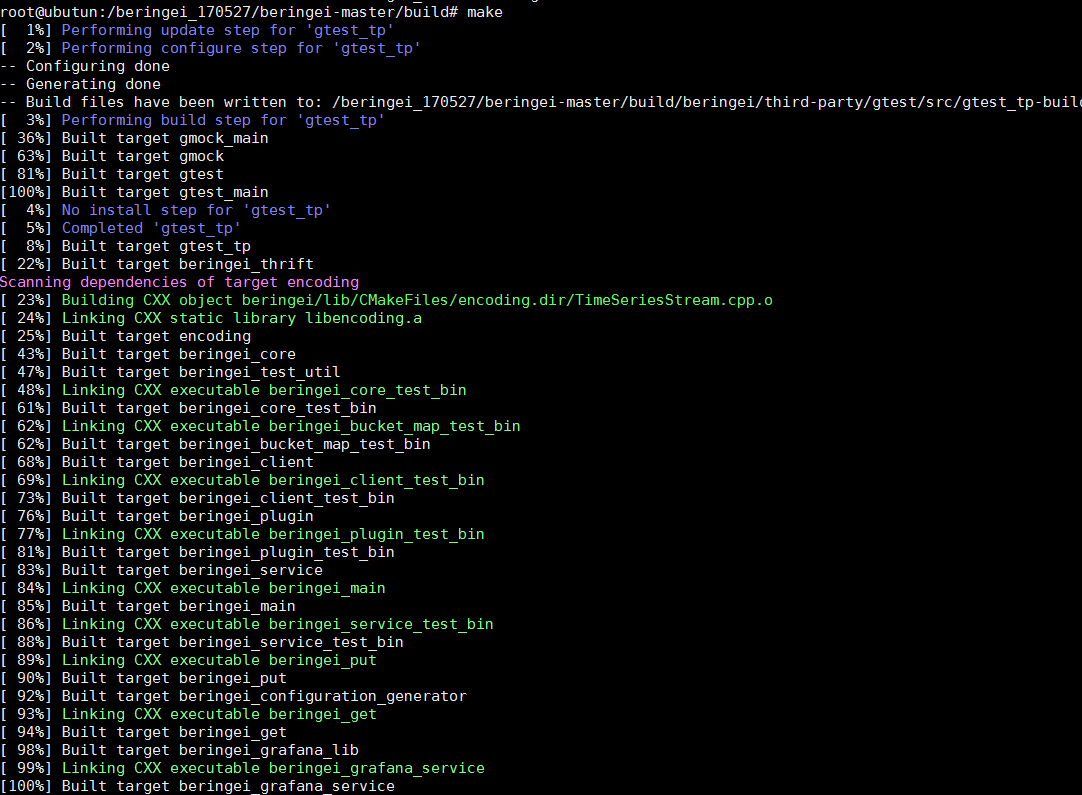 root@ubutun:/beringei_170527/beringei-master/build# make
[  1%] Performing update step for 'gtest_tp'
[  2%] Performing configure step for 'gtest_tp'
-- Configuring done
-- Generating done
-- Build files have been written to: /beringei_170527/beringei-master/build/beringei/third-party/gtest/src/gtest_tp-build
[  3%] Performing build step for 'gtest_tp'
[ 36%] Built target gmock_main
[ 63%] Built target gmock
[ 81%] Built target gtest
[100%] Built target gtest_main
[  4%] No install step for 'gtest_tp'
[  5%] Completed 'gtest_tp'
[  8%] Built target gtest_tp
[ 22%] Built target beringei_thrift
Scanning dependencies of target encoding
[ 23%] Building CXX object beringei/lib/CMakeFiles/encoding.dir/TimeSeriesStream.cpp.o
[ 24%] Linking CXX static library libencoding.a
[ 25%] Built target encoding
[ 43%] Built target beringei_core
[ 47%] Built target beringei_test_util
[ 48%] Linking CXX executable beringei_core_test_bin
[ 61%] Built target beringei_core_test_bin
[ 62%] Linking CXX executable beringei_bucket_map_test_bin
[ 62%] Built target beringei_bucket_map_test_bin
[ 68%] Built target beringei_client
[ 69%] Linking CXX executable beringei_client_test_bin
[ 73%] Built target beringei_client_test_bin
[ 76%] Built target beringei_plugin
[ 77%] Linking CXX executable beringei_plugin_test_bin
[ 81%] Built target beringei_plugin_test_bin
[ 83%] Built target beringei_service
[ 84%] Linking CXX executable beringei_main
[ 85%] Built target beringei_main
[ 86%] Linking CXX executable beringei_service_test_bin
[ 88%] Built target beringei_service_test_bin
[ 89%] Linking CXX executable beringei_put
[ 90%] Built target beringei_put
[ 92%] Built target beringei_configuration_generator
[ 93%] Linking CXX executable beringei_get
[ 94%] Built target beringei_get
[ 98%] Built target beringei_grafana_lib
[ 99%] Linking CXX executable beringei_grafana_service
[100%] Built target beringei_grafana_service